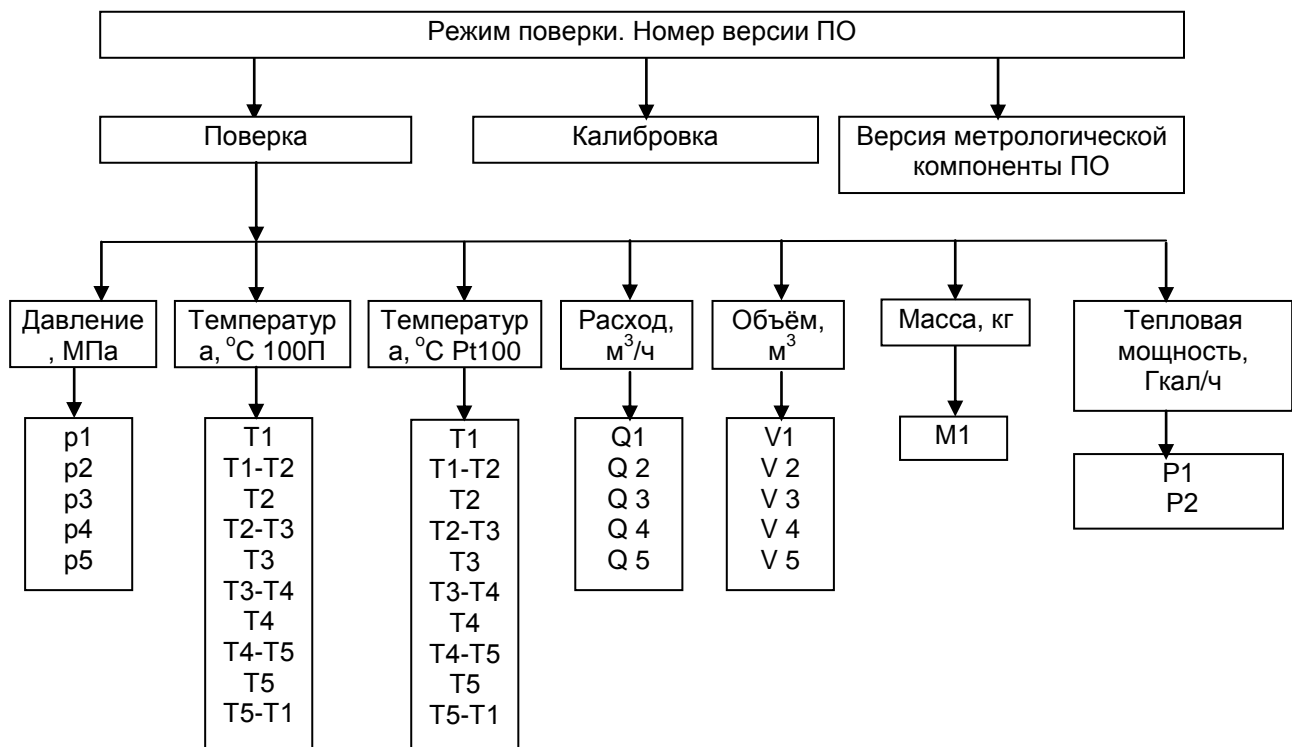 Режим поверки. Номер версии ПО
Поверка
Калибровка
Версия метрологической
компоненты ПО
Давление
, МПа
Температур
а, °С 100П
Температур
а, °С Pt100
Расход,
м³/ч
Объём,
м³
Масса, кг
Тепловая
мощность,
Гкал/ч
p1
p2
p3
p4
p5
T1
T1-T2
T2
T2-T3
T3
T3-T4
T4
T4-T5
T5
T5-T1
T1
T1-T2
T2
T2-T3
T3
T3-T4
T4
T4-T5
T5
T5-T1
Q1
Q 2
Q 3
Q 4
Q 5
V1
V 2
V 3
V 4
V 5
М1
P1
P2